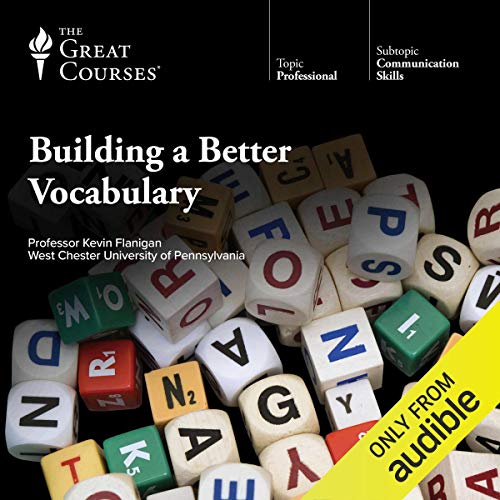 THE
GREAT
COURSES®
Topic
Professional
Subtopic
Communication
Skills
Building a Better
Vocabulary
Professor Kevin Flanigan
West Chester University of Pennsylvania
ONLY FROM
audible